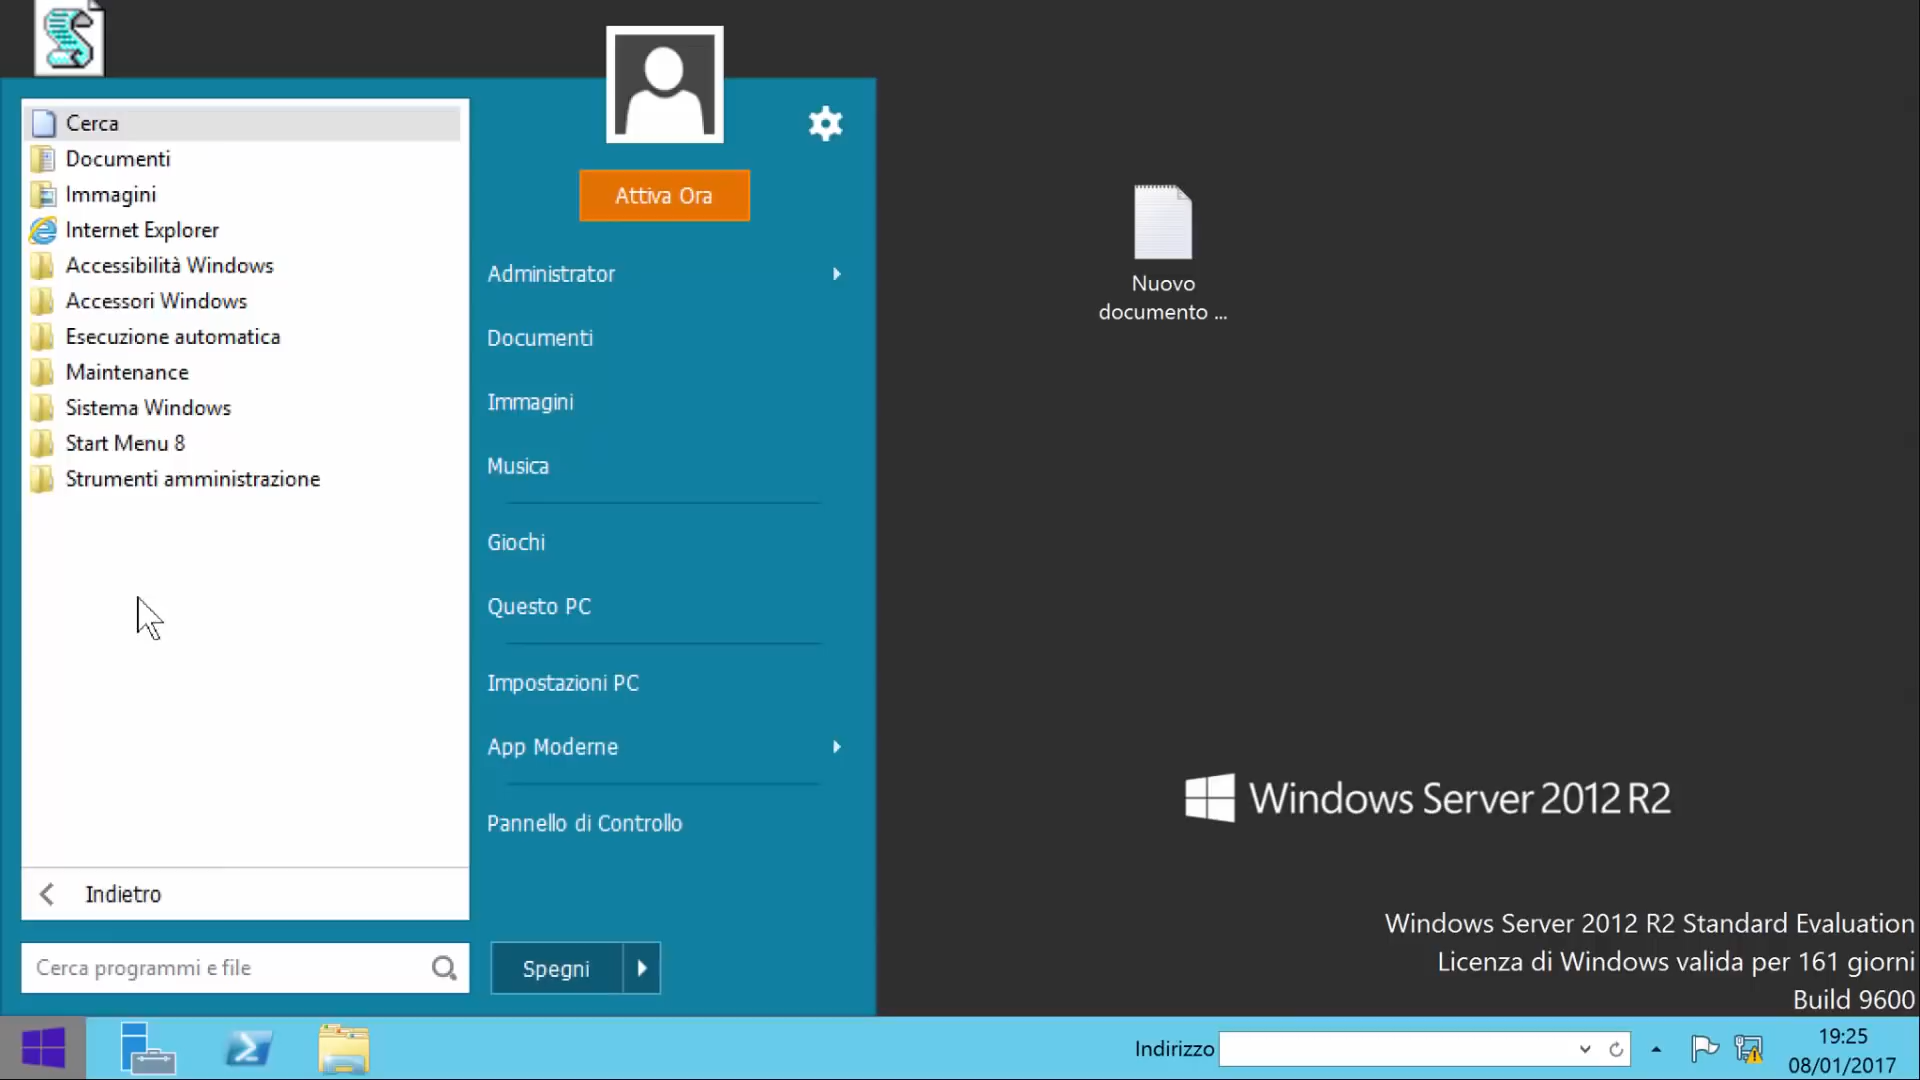 Cerca
Documenti
Immagini
Internet Explorer
Accessibilità Windows
Accessori Windows
Esecuzione automatica
Maintenance
Sistema Windows
Start Menu 8
Strumenti amministrazione
Indietro
Cerca programmi e file
Attiva Ora
Administrator
Documenti
Immagini
Musica
Giochi
Questo PC
Impostazioni PC
App Moderne
Pannello di Controllo
Spegni
Nuovo
documento ...
Windows Server 2012 R2
Windows Server 2012 R2 Standard Evaluation
Licenza di Windows valida per 161 giorni
Build 9600
Indirizzo
19:25
08/01/2017